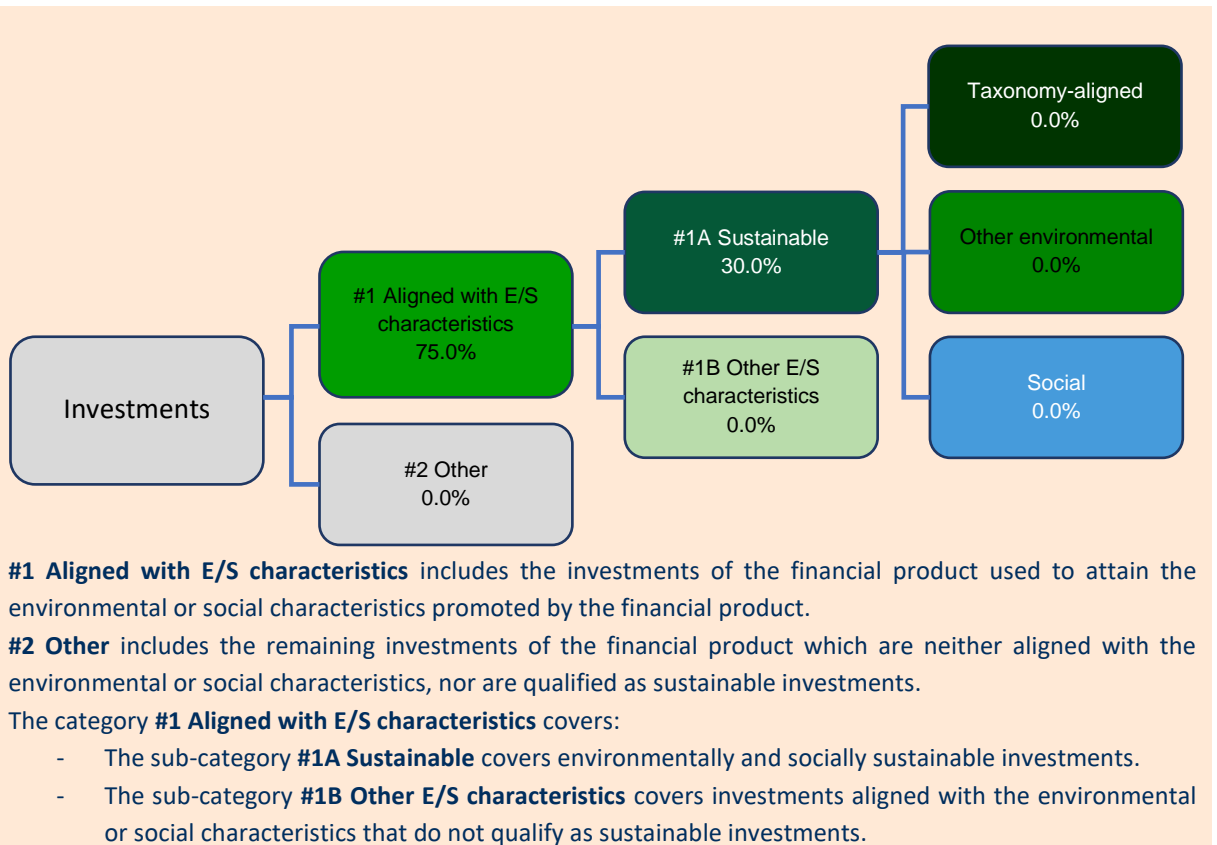 Taxonomy-aligned
0.0%
#1A Sustainable
30.0%
Other environmental
0.0%
#1 Aligned with E/S
characteristics
75.0%
#1B Other E/S
characteristics
0.0%
Social
0.0%
Investments
#2 Other
0.0%
#1 Aligned with E/S characteristics includes the investments of the financial product used to attain the
environmental or social characteristics promoted by the financial product.
#2 Other includes the remaining investments of the financial product which are neither aligned with the
environmental or social characteristics, nor are qualified as sustainable investments.
The category #1 Aligned with E/S characteristics covers:
- The sub-category #1A Sustainable covers environmentally and socially sustainable investments.
- The sub-category #1B Other E/S characteristics covers investments aligned with the environmental
or social characteristics that do not qualify as sustainable investments.